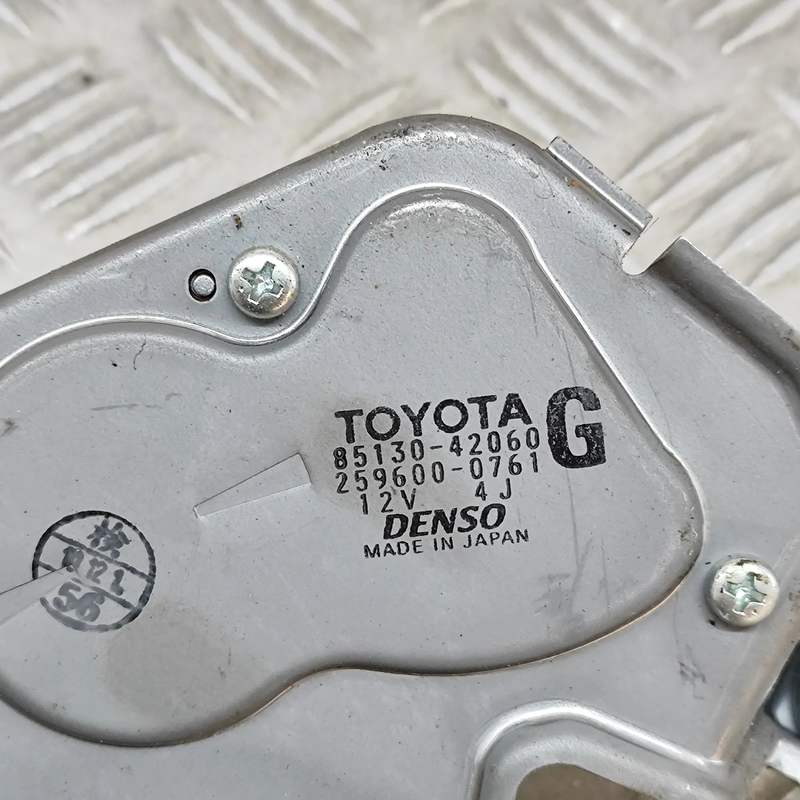 TOYOTA G
85130-42060
259600-0761
12V 4J
DENSO
MADE IN JAPAN
検
56